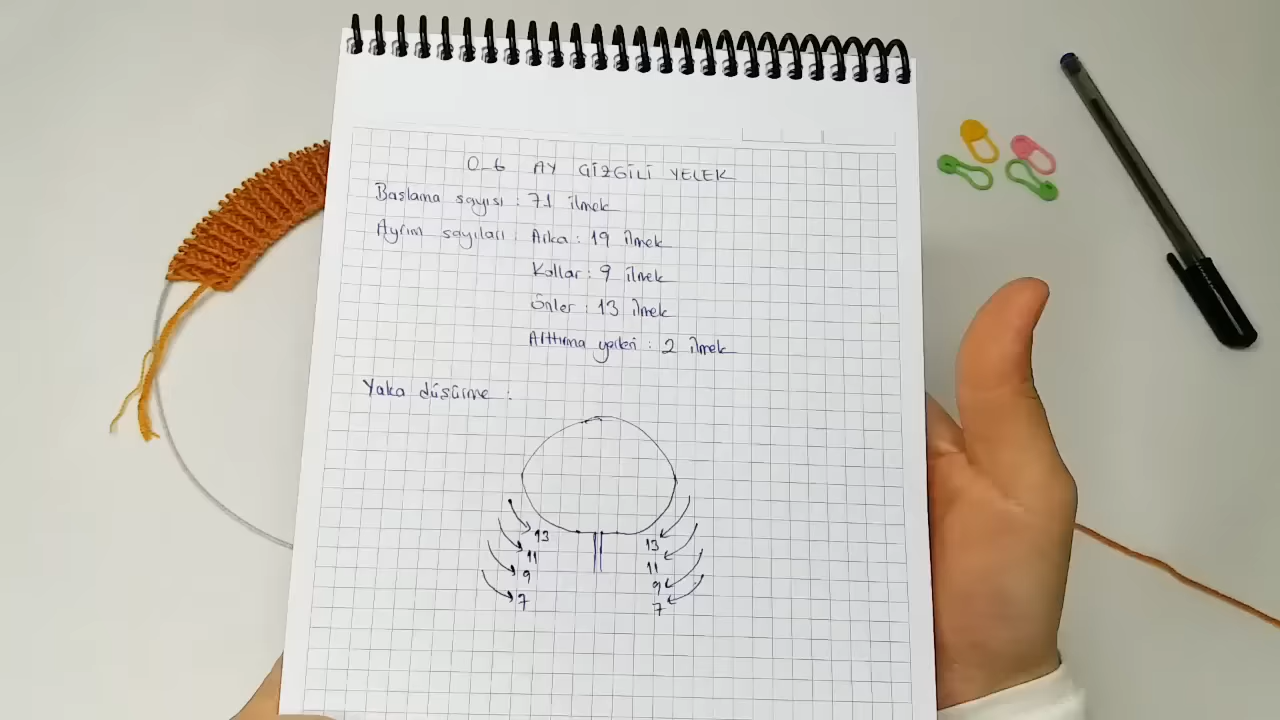 0-6 AY ÇİZGİLİ YELEK
Başlama sayısı : 71 ilmek
Ayrım sayıları : Arka : 19 ilmek
Kollar : 9 ilmek
Önler : 13 ilmek
Arttırma yerleri : 2 ilmek
Yaka düşürme :
13 13
11 11
9 9
7 7